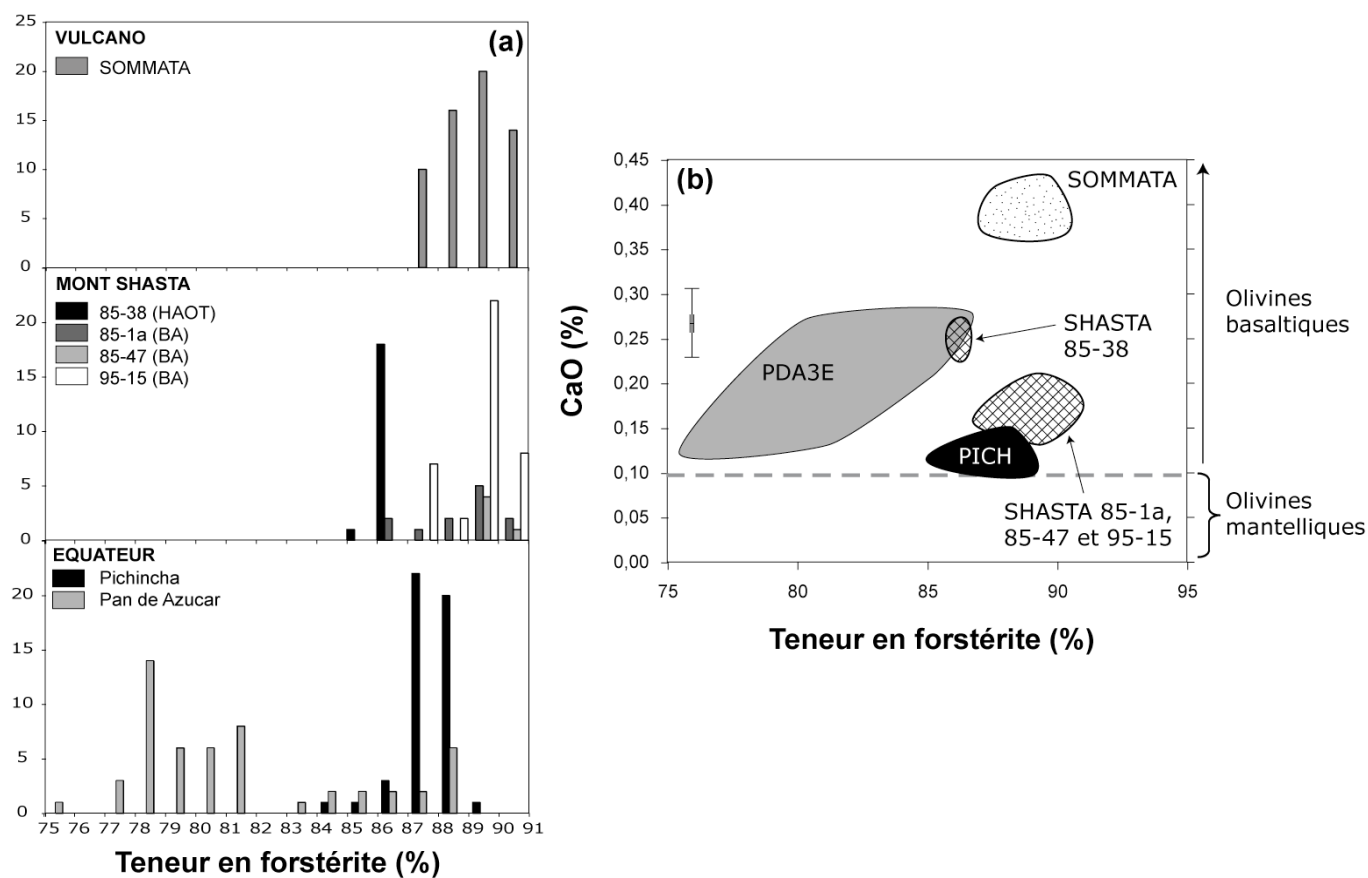 (a)
25
20
15
10
5
0
VULCANO
SOMMATA
20
15
10
5
0
MONT SHASTA
85-38 (HAOT)
85-1a (BA)
85-47 (BA)
95-15 (BA)
20
15
10
5
0
EQUATEUR
Pichincha
Pan de Azucar
75 76 77 78 79 80 81 82 83 84 85 86 87 88 89 90 91
Teneur en forstérite (%)
(b)
CaO (%)
0,45
0,40
0,35
0,30
0,25
0,20
0,15
0,10
0,05
0,00
SOMMATA
SHASTA
85-38
PDA3E
PICH
SHASTA 85-1a,
85-47 et 95-15
Olivines
basaltiques
Olivines
mantelliques
75 80 85 90 95
Teneur en forstérite (%)